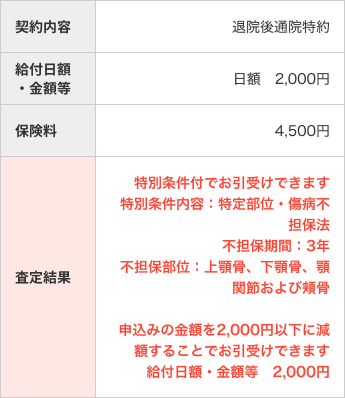 契約内容
退院後通院特約
給付日額
・金額等
日額　2,000円
保険料
4,500円
査定結果
特別条件付でお引受けできます
特別条件内容：特定部位・傷病不
担保法
不担保期間：3年
不担保部位：上顎骨、下顎骨、顎
関節および頬骨
申込みの金額を2,000円以下に減
額することでお引受けできます
給付日額・金額等　2,000円